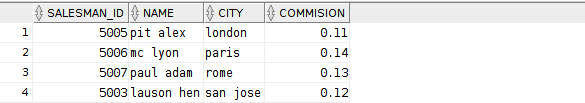 SALESMAN_ID NAME CITY COMMISION
1 5005 pit alex london 0.11
2 5006 mc lyon paris 0.14
3 5007 paul adam rome 0.13
4 5003 lauson hen san jose 0.12